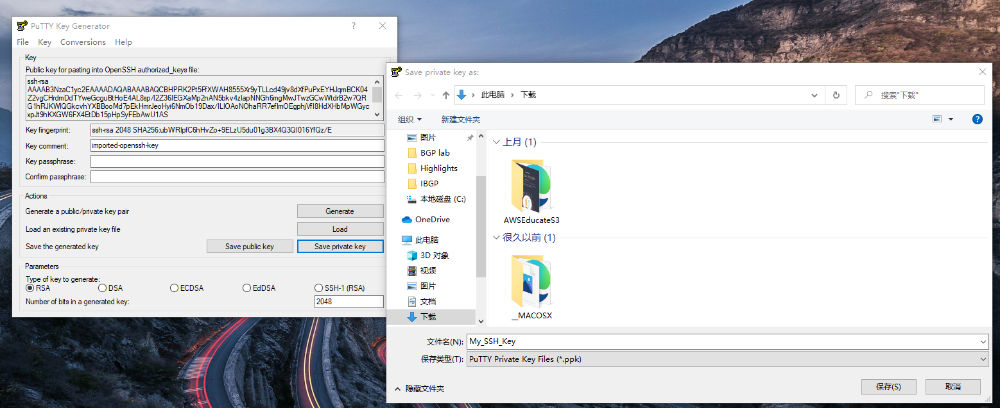 PuTTY Key Generator
?
File Key Conversions Help
Key
Public key for pasting into OpenSSH authorized_keys file:
ssh-rsa
AAAAB3NzaC1yc2EAAAADAQABAAABAQCBHPRK2Pt5FfXWAH8555Xr9yTLLcd49jv8dXfPuPxEYHJqmBCK04
Z2vgCHrdmDdTYweGcguBtHoE4AL8sp/I2Z36IEGXaMp2nAN5bkv4zIapNNGh6mgMwJTwzGCwWtdrB2w7QR
G1hRJKWIQGkcvhYXBBooMd7pEkHmrJeoHyi6NmOb19Dax/ILIOAoNOhaRR7efImOEgphjVfI8HdXHbMpWGyc
xpJt9hKXGW6FX4EtDb15pHpSyFEbAwU1AS
Key fingerprint:
ssh-rsa 2048 SHA256:ubWRIpfC6hHvZo+9ELzU5du01g3BX4Q3QI016YfQz/E
Key comment:
imported-openssh-key
Key passphrase:
Confirm passphrase:
Actions
Generate a public/private key pair
Generate
Load an existing private key file
Load
Save the generated key
Save public key
Save private key
Parameters
Type of key to generate:
RSA
DSA
ECDSA
EdDSA
SSH-1 (RSA)
Number of bits in a generated key:
2048
Save private key as:
此电脑
下载
搜索"下载"
组织
新建文件夹
?
图片
BGP lab
Highlights
IBGP
本地磁盘 (C:)
OneDrive
此电脑
3D 对象
视频
图片
文档
下载
上月 (1)
AWSEducateS3
很久以前 (1)
__MACOSX
文件名(N):
My_SSH_Key
保存类型(T):
PuTTY Private Key Files (*.ppk)
隐藏文件夹
保存(S)
取消